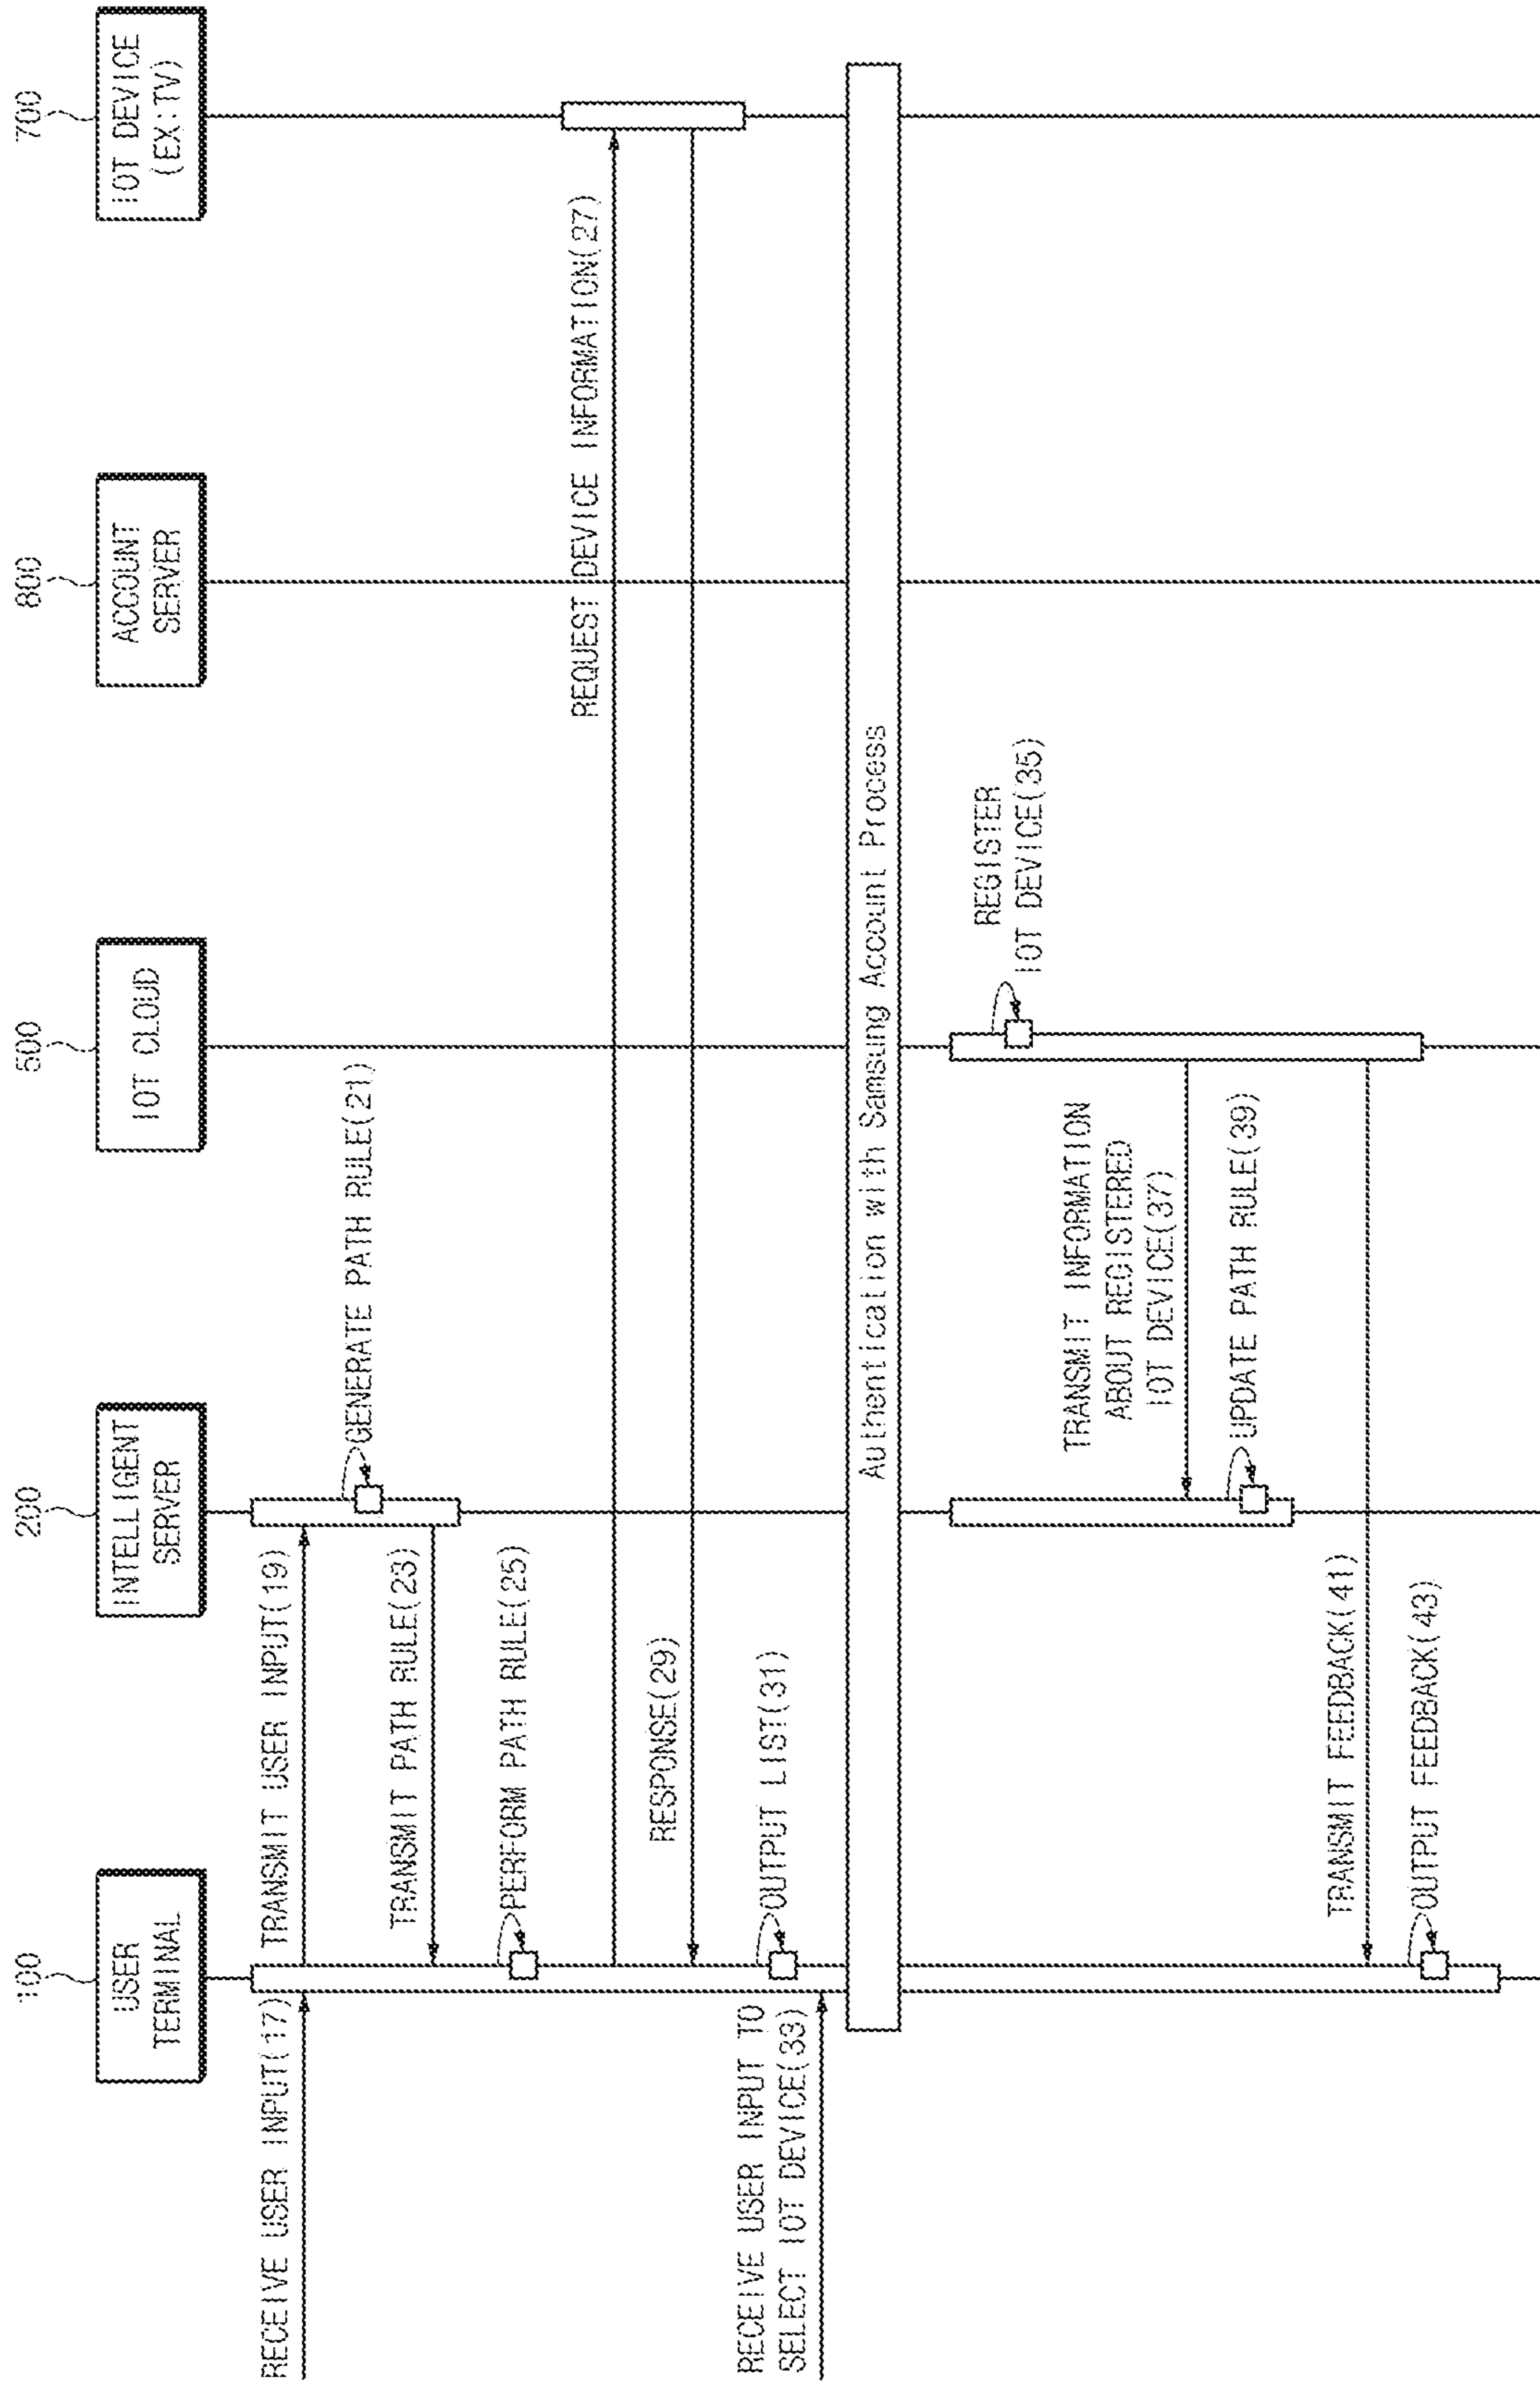 100
USER
TERMINAL
200
INTELLIGENT
SERVER
500
IOT CLOUD
800
ACCOUNT
SERVER
700
IOT DEVICE
(EX:TV)
RECEIVE USER INPUT(17)
TRANSMIT USER INPUT(19)
GENERATE PATH RULE(21)
TRANSMIT PATH RULE(23)
PERFORM PATH RULE(25)
REQUEST DEVICE INFORMATION(27)
RESPONSE(29)
OUTPUT LIST(31)
RECEIVE USER INPUT TO
SELECT IOT DEVICE(33)
Authentication with Samsung Account Process
REGISTER
IOT DEVICE(35)
TRANSMIT INFORMATION
ABOUT REGISTERED
IOT DEVICE(37)
UPDATE PATH RULE(39)
TRANSMIT FEEDBACK(41)
OUTPUT FEEDBACK(43)